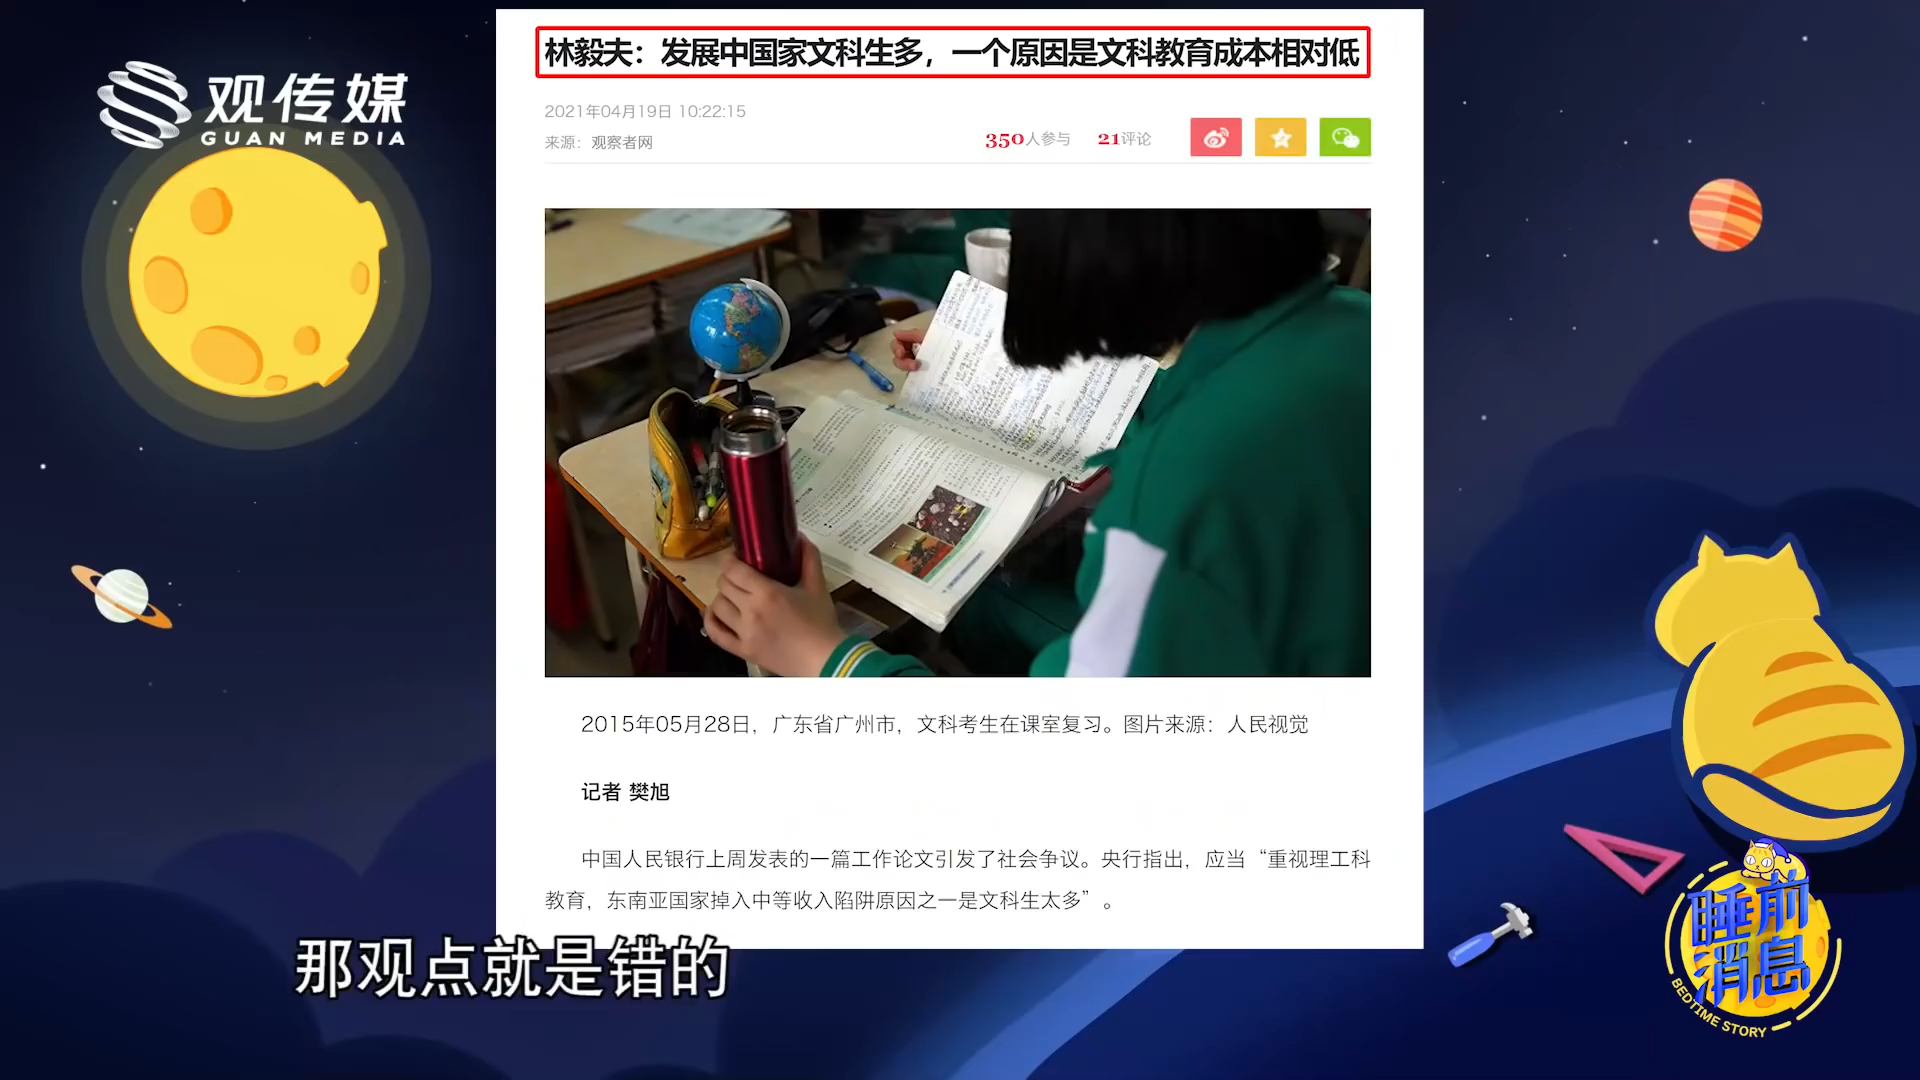 观传媒
GUAN MEDIA
林毅夫：发展中国家文科生多，一个原因是文科教育成本相对低
2021年04月19日 10:22:15
来源：观察者网
350人参与 21评论
2015年05月28日，广东省广州市，文科考生在课室复习。图片来源：人民视觉
记者 樊旭
中国人民银行上周发表的一篇工作论文引发了社会争议。央行指出，应当“重视理工科
教育，东南亚国家掉入中等收入陷阱原因之一是文科生太多”。
那观点就是错的
睡前
消息
BEDTIME STORY